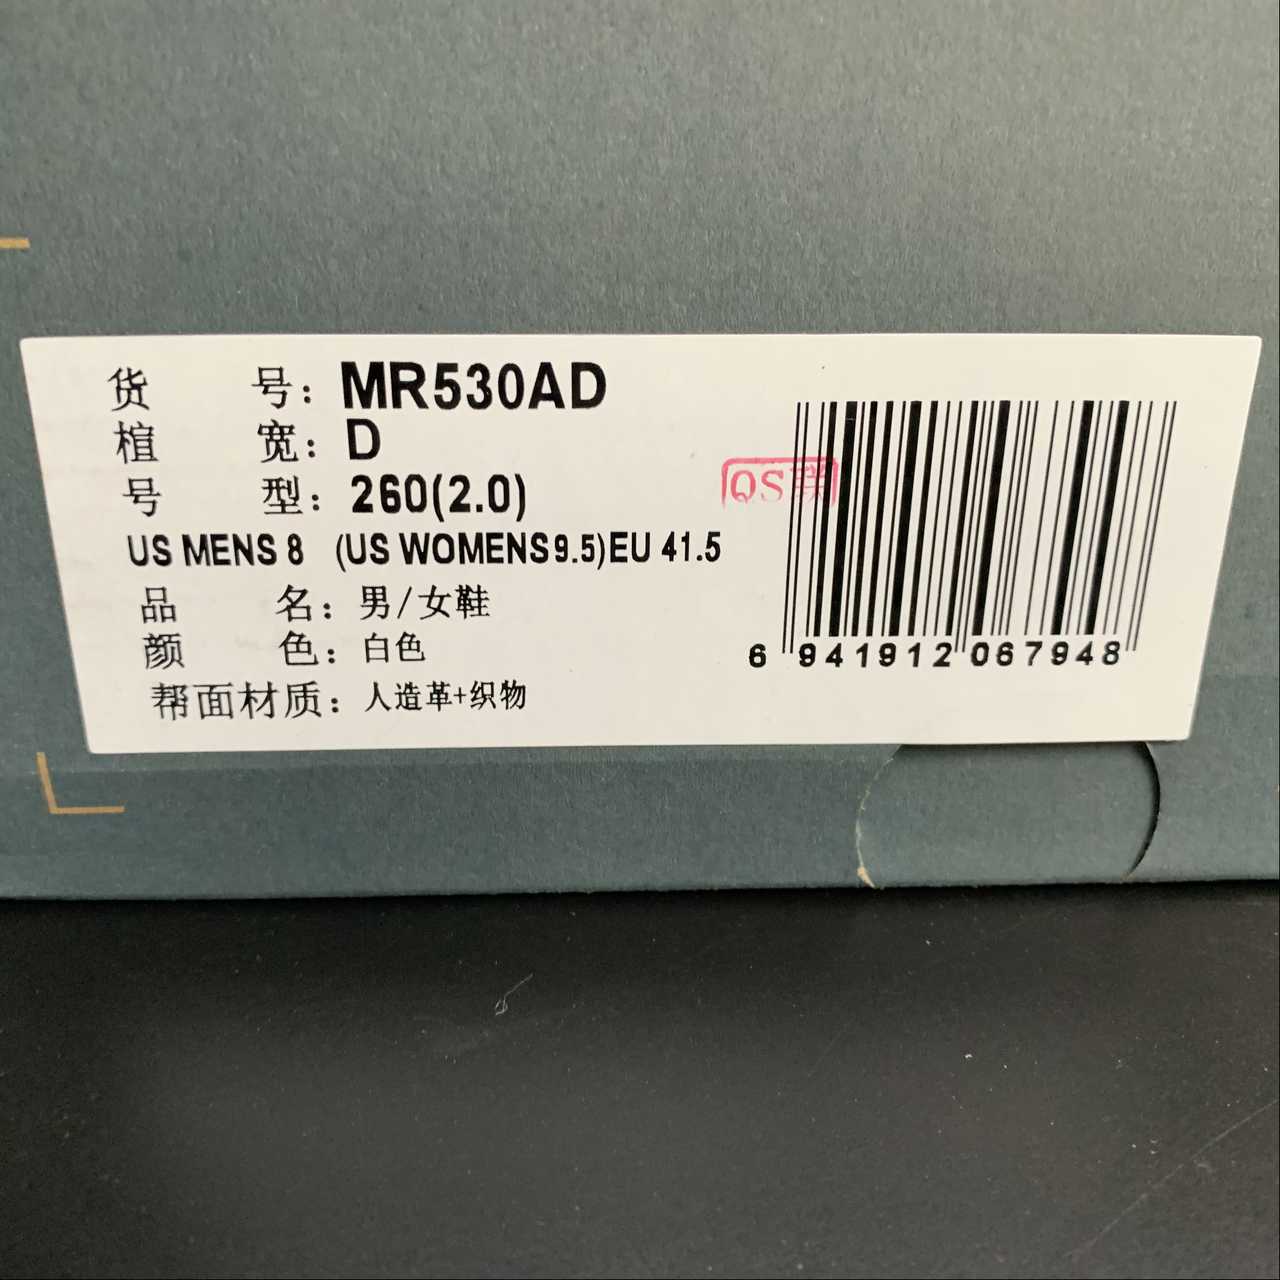 货 号：MR530AD
楦 宽：D
号 型：260(2.0)
US MENS 8 (US WOMENS 9.5)EU 41.5
品 名：男/女鞋
颜 色：白色
帮面材质：人造革+织物
QS
6 941912 067948